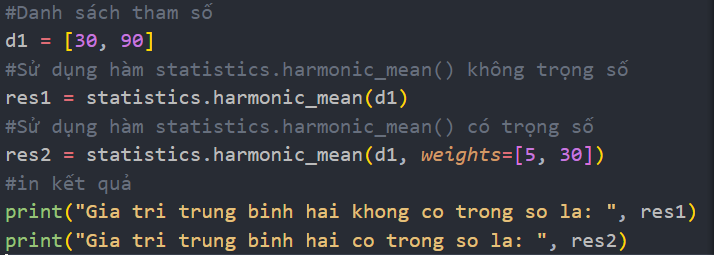 #Danh sách tham số
d1 = [30, 90]
#Sử dụng hàm statistics.harmonic_mean() không trọng số
res1 = statistics.harmonic_mean(d1)
#Sử dụng hàm statistics.harmonic_mean() có trọng số
res2 = statistics.harmonic_mean(d1, weights=[5, 30])
#in kết quả
print("Gia tri trung binh hai khong co trong so la: ", res1)
print("Gia tri trung binh hai co trong so la: ", res2)